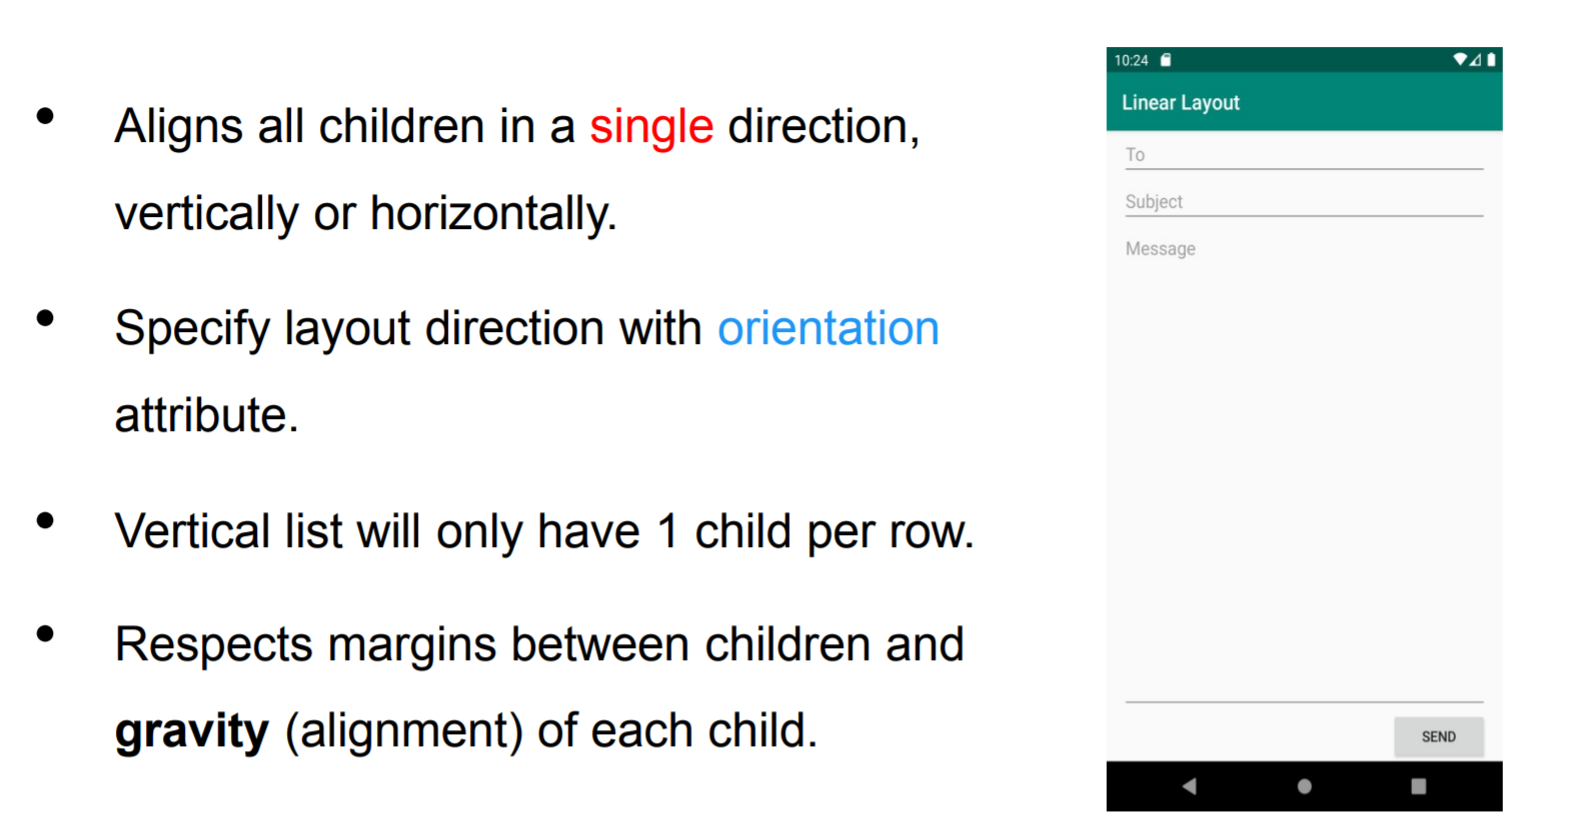 • Aligns all children in a single direction,
vertically or horizontally.
• Specify layout direction with orientation
attribute.
• Vertical list will only have 1 child per row.
• Respects margins between children and
gravity (alignment) of each child.
10:24
Linear Layout
To
Subject
Message
SEND